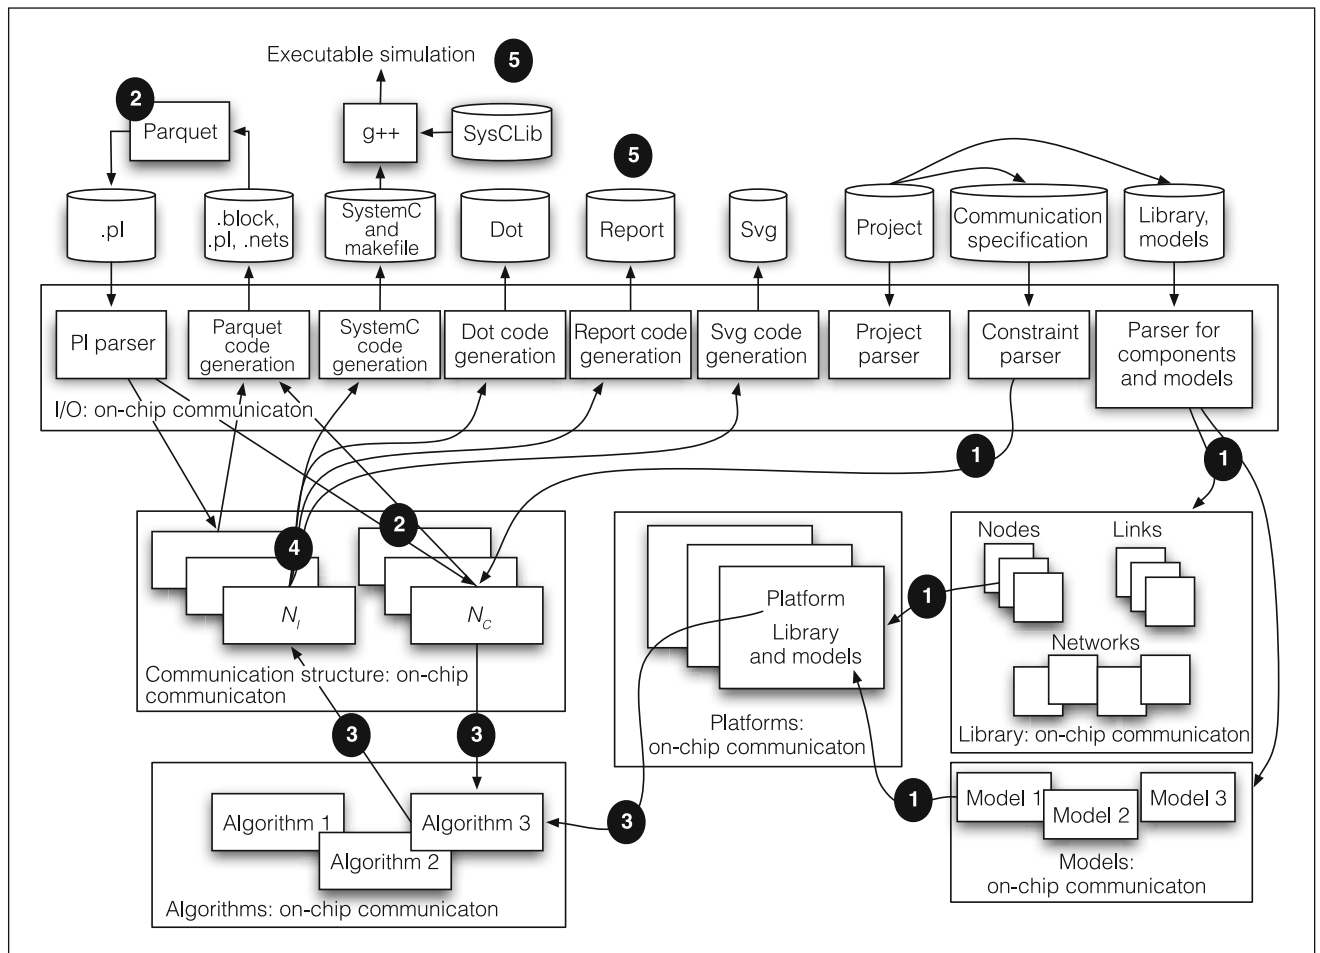 Executable simulation
5
2
Parquet
g++
SysCLib
5
.pl
.block,
.pl, .nets
SystemC
and
makefile
Dot
Report
Svg
Project
Communication
specification
Library,
models
PI parser
Parquet
code
generation
SystemC
code
generation
Dot code
generation
Report code
generation
Svg code
generation
Project
parser
Constraint
parser
Parser for
components
and models
I/O: on-chip communicaton
1
1
4
2
N_I
N_C
Communication structure: on-chip
communicaton
Platform
Library
and models
Platforms:
on-chip communicaton
1
Nodes
Links
Networks
Library: on-chip communicaton
3
3
3
1
Algorithm 1
Algorithm 2
Algorithm 3
Algorithms: on-chip communicaton
Model 1
Model 2
Model 3
Models:
on-chip communicaton